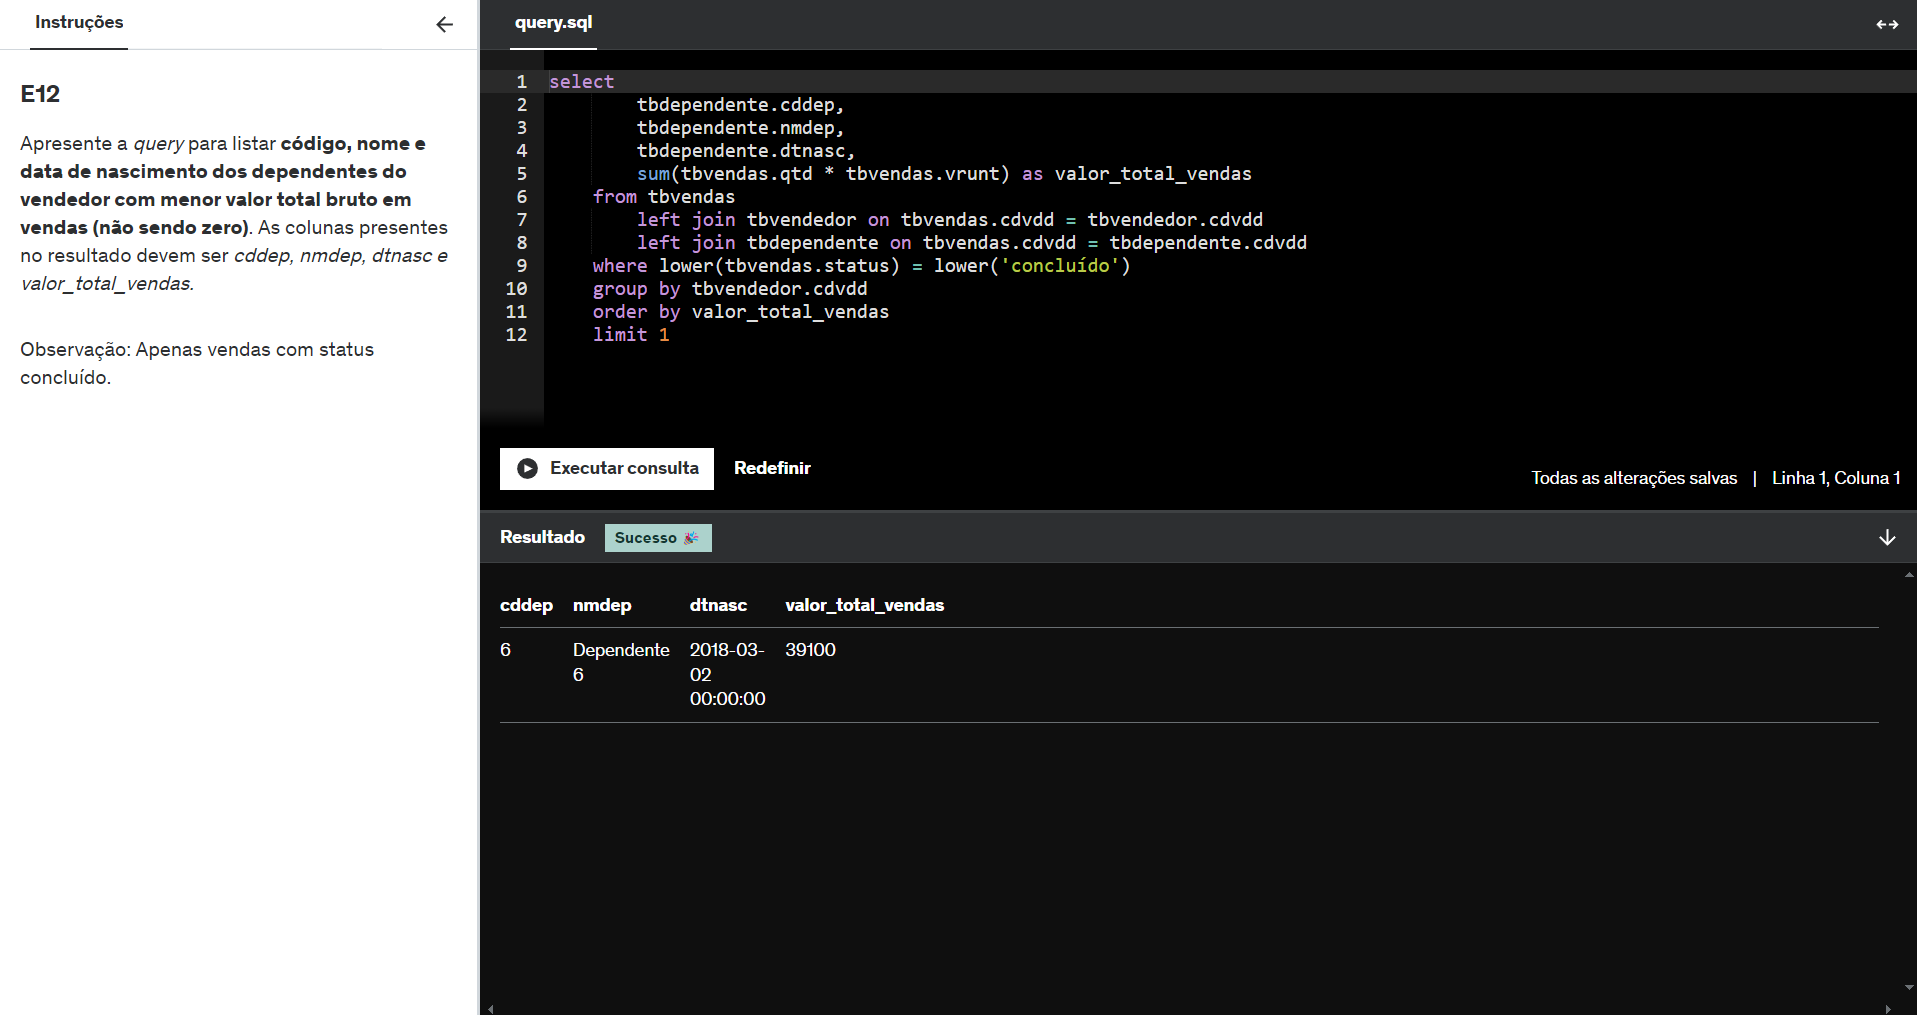 Instruções
E12
Apresente a query para listar código, nome e
data de nascimento dos dependentes do
vendedor com menor valor total bruto em
vendas (não sendo zero). As colunas presentes
no resultado devem ser cddep, nmdep, dtnasc e
valor_total_vendas.
Observação: Apenas vendas com status
concluído.
query.sql
1 select
2 tbdependente.cddep,
3 tbdependente.nmdep,
4 tbdependente.dtnasc,
5 sum(tbvendas.qtd * tbvendas.vrunt) as valor_total_vendas
6 from tbvendas
7 left join tbvendedor on tbvendas.cdvdd = tbvendedor.cdvdd
8 left join tbdependente on tbvendas.cdvdd = tbdependente.cdvdd
9 where lower(tbvendas.status) = lower('concluído')
10 group by tbvendedor.cdvdd
11 order by valor_total_vendas
12 limit 1
Executar consulta Redefinir
Todas as alterações salvas | Linha 1, Coluna 1
Resultado Sucesso 🎉
cddep nmdep dtnasc valor_total_vendas
6 Dependente 2018-03- 39100
6 02
00:00:00